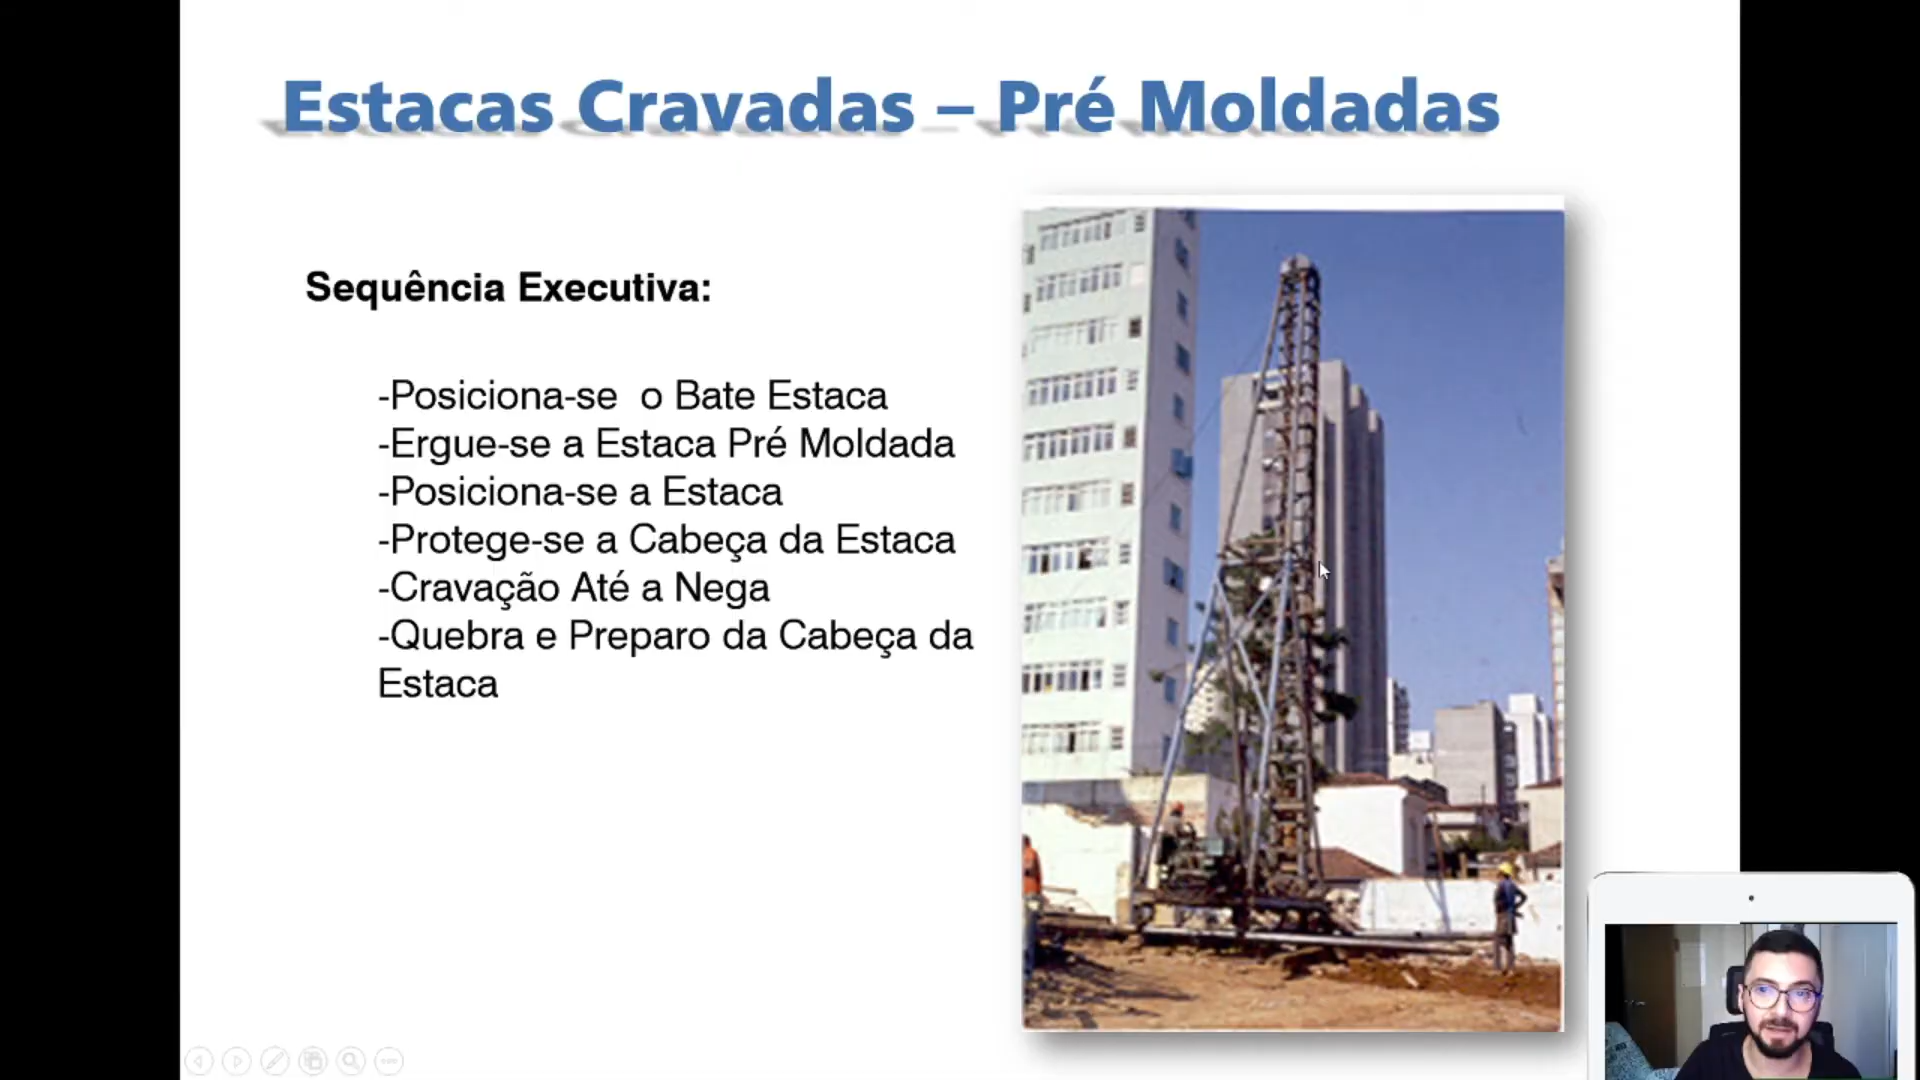 Estacas Cravadas – Pré Moldadas
Sequência Executiva:
-Posiciona-se o Bate Estaca
-Ergue-se a Estaca Pré Moldada
-Posiciona-se a Estaca
-Protege-se a Cabeça da Estaca
-Cravação Até a Nega
-Quebra e Preparo da Cabeça da
Estaca